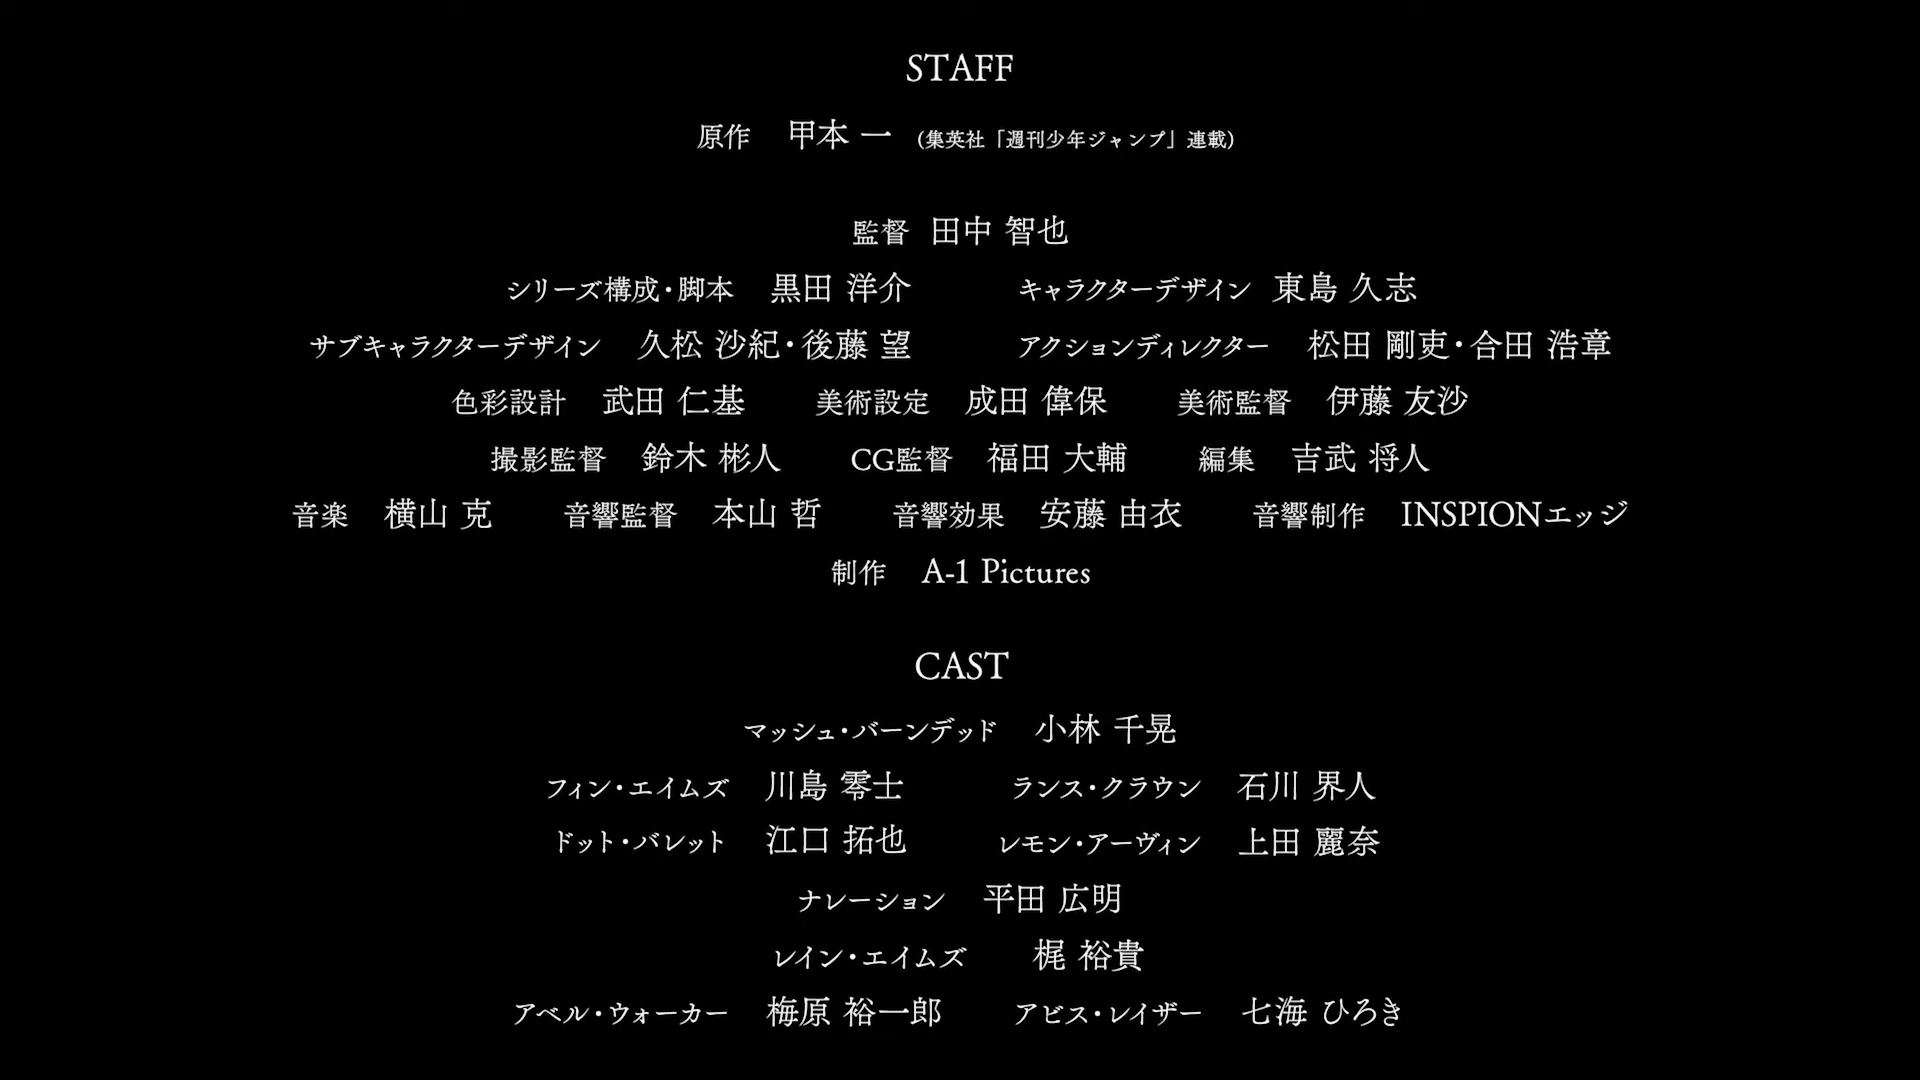 STAFF
原作 甲本 一 (集英社「週刊少年ジャンプ」連載)
監督 田中 智也
シリーズ構成・脚本 黒田 洋介 キャラクターデザイン 東島 久志
サブキャラクターデザイン 久松 沙紀・後藤 望 アクションディレクター 松田 剛吏・合田 浩章
色彩設計 武田 仁基 美術設定 成田 偉保 美術監督 伊藤 友沙
撮影監督 鈴木 彬人 CG監督 福田 大輔 編集 吉武 将人
音楽 横山 克 音響監督 本山 哲 音響効果 安藤 由衣 音響制作 INSPIONエッジ
制作 A-1 Pictures
CAST
マッシュ・バーンデッド 小林 千晃
フィン・エイムズ 川島 零士 ランス・クラウン 石川 界人
ドット・バレット 江口 拓也 レモン・アーヴィン 上田 麗奈
ナレーション 平田 広明
レイン・エイムズ 梶 裕貴
アベル・ウォーカー 梅原 裕一郎 アビス・レイザー 七海 ひろき